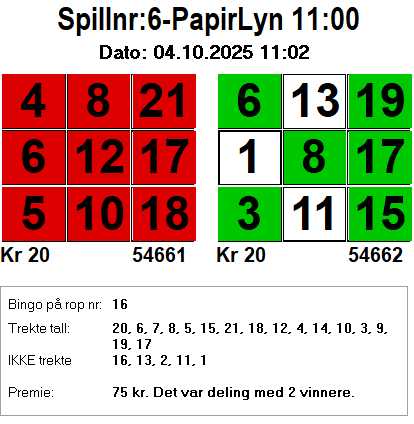 Spillnr:6-PapirLyn 11:00
Dato: 04.10.2025 11:02
4 8 21 6 13 19
6 12 17 1 8 17
5 10 18 3 11 15
Kr 20 54661 Kr 20 54662
Bingo på rop nr: 16
Trekte tall: 20, 6, 7, 8, 5, 15, 21, 18, 12, 4, 14, 10, 3, 9,
19, 17
IKKE trekte 16, 13, 2, 11, 1
Premie: 75 kr. Det var deling med 2 vinnere.